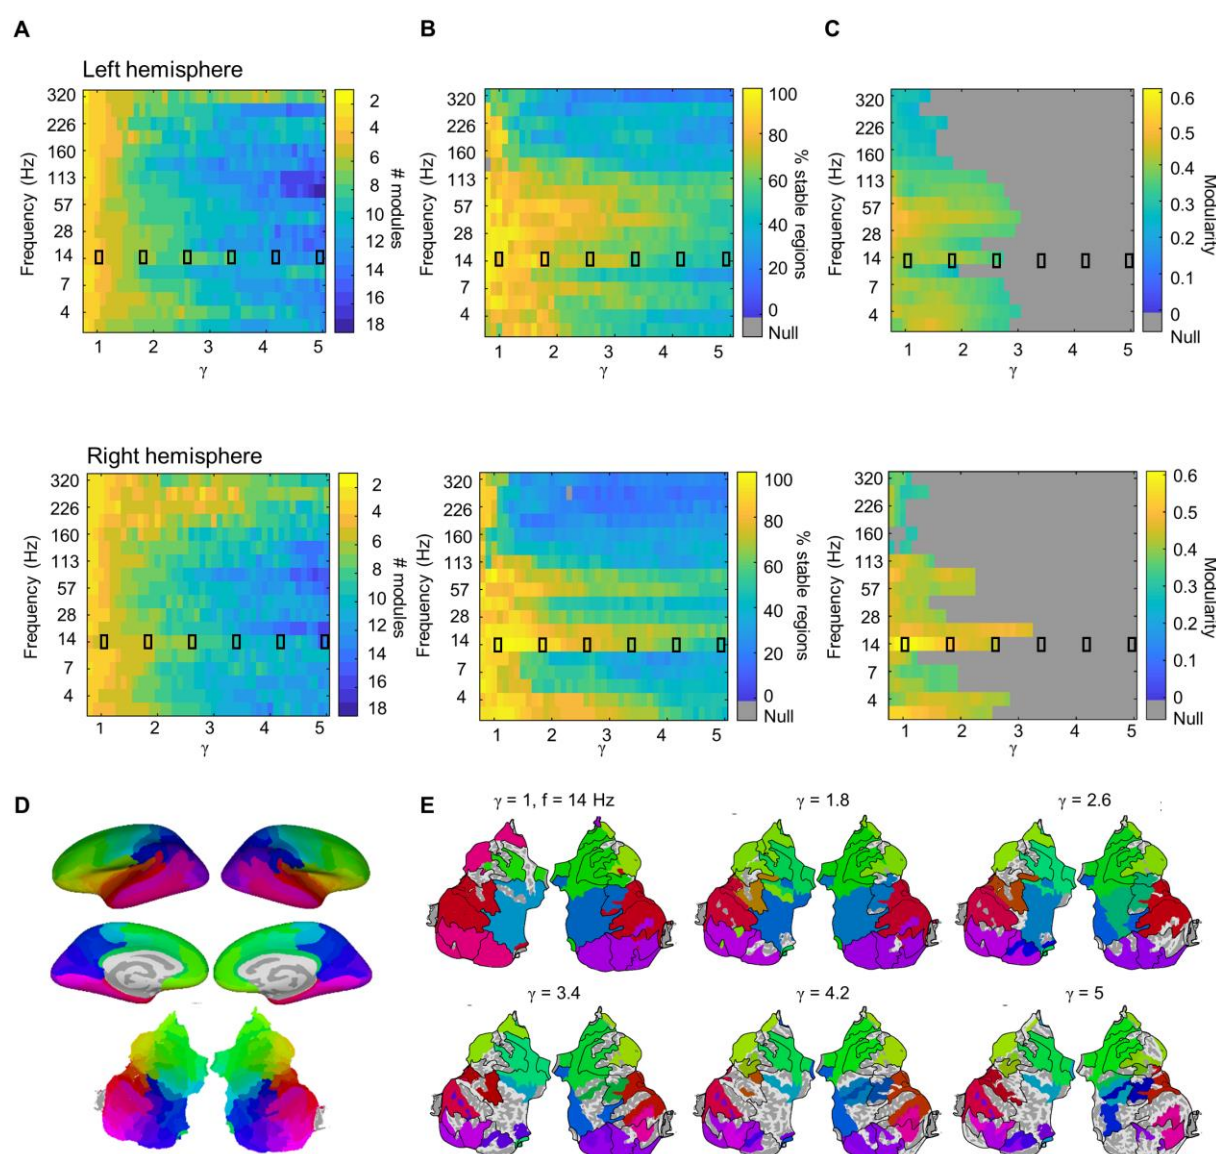 A
B
C
Left hemisphere
320
226
160
113
57
28
14
7
4
Frequency (Hz)
1 2 3 4 5
γ
2
4
6
8
10
12
14
16
18
# modules
320
226
160
113
57
28
14
7
4
Frequency (Hz)
1 2 3 4 5
γ
100
80
60
40
20
0
Null
% stable regions
320
226
160
113
57
28
14
7
4
Frequency (Hz)
1 2 3 4 5
γ
0.6
0.5
0.4
0.3
0.2
0.1
0
Null
Modularity
Right hemisphere
320
226
160
113
57
28
14
7
4
Frequency (Hz)
1 2 3 4 5
γ
2
4
6
8
10
12
14
16
18
# modules
320
226
160
113
57
28
14
7
4
Frequency (Hz)
1 2 3 4 5
γ
100
80
60
40
20
0
Null
% stable regions
320
226
160
113
57
28
14
7
4
Frequency (Hz)
1 2 3 4 5
γ
0.6
0.5
0.4
0.3
0.2
0.1
0
Null
Modularity
D
E
γ = 1, f = 14 Hz
γ = 1.8
γ = 2.6
γ = 3.4
γ = 4.2
γ = 5